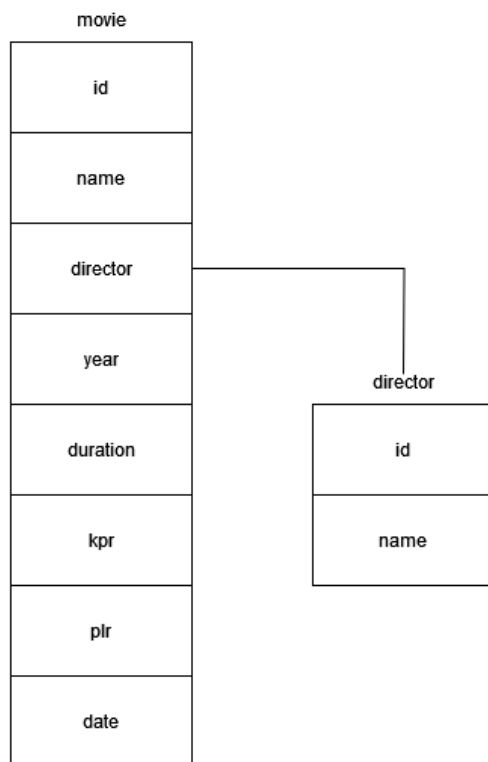 movie
id
name
director
year
duration
kpr
plr
date
director
id
name